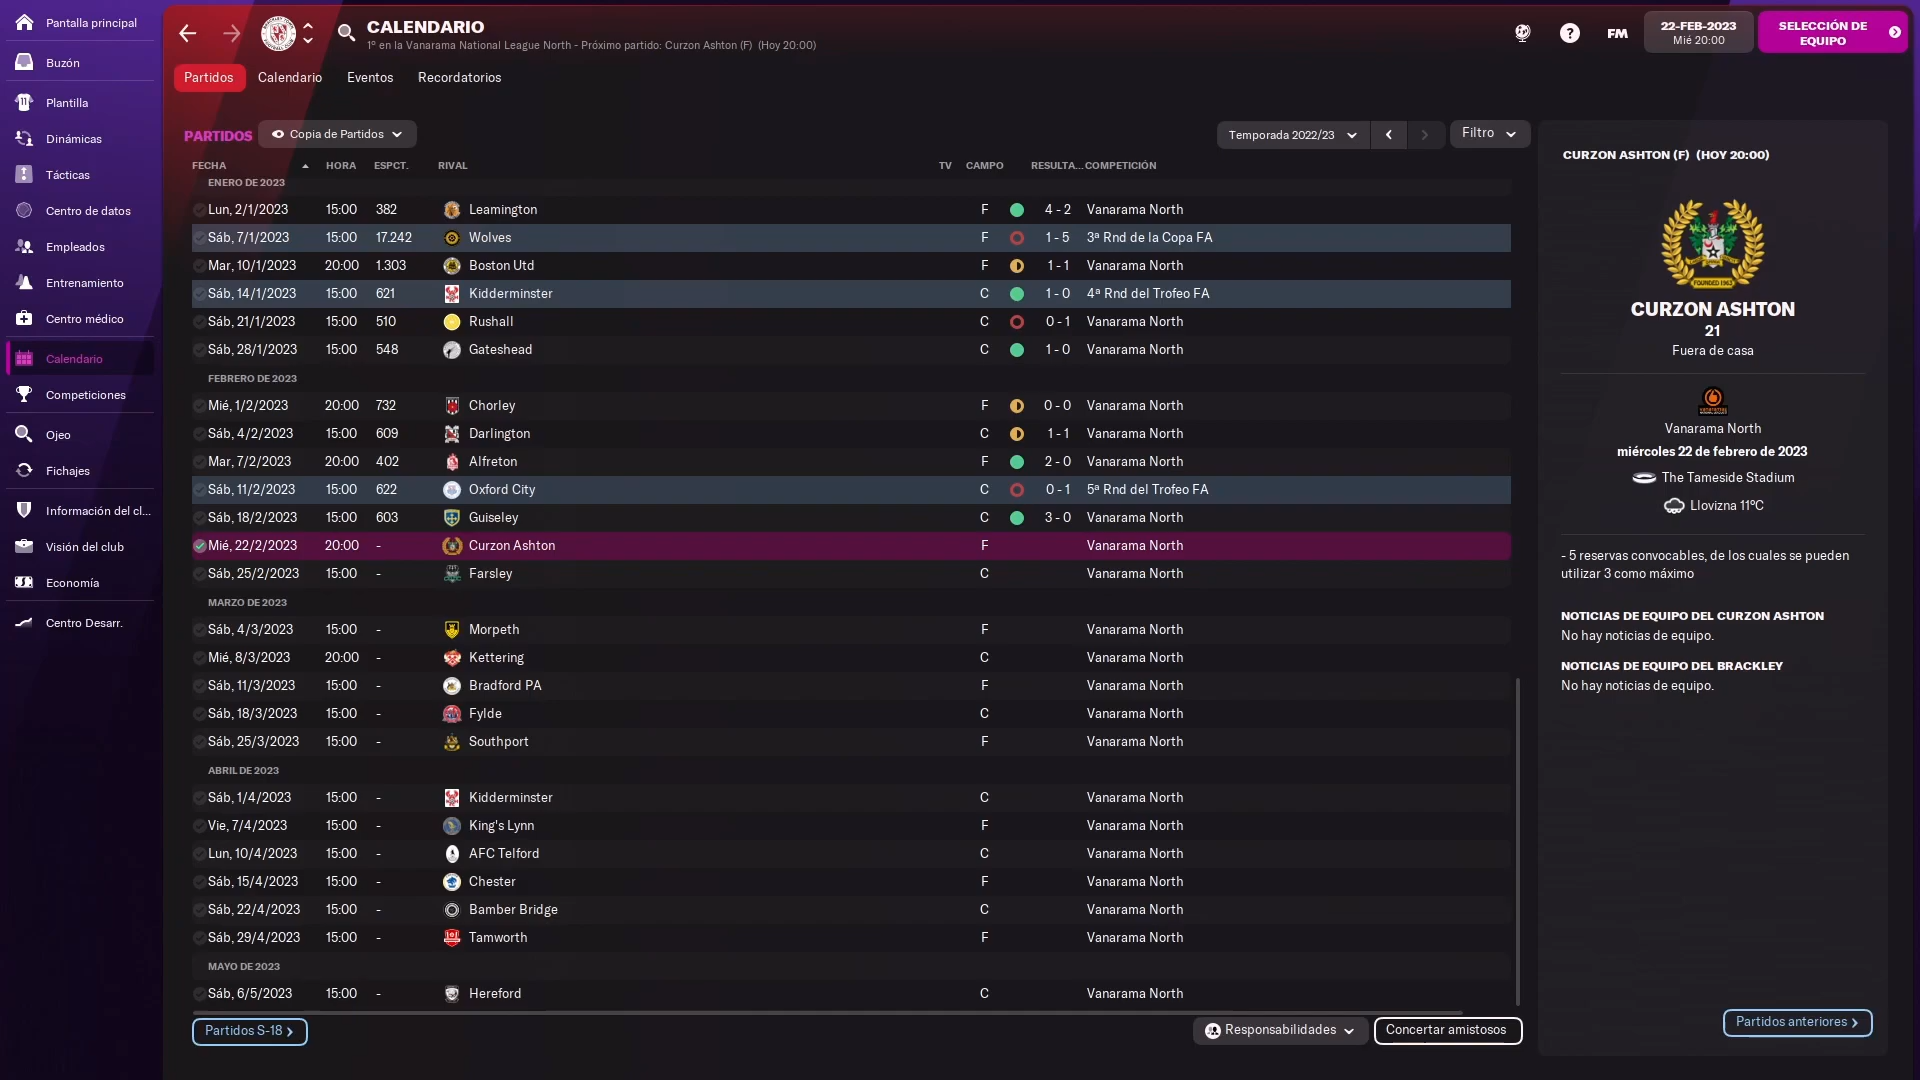 Pantalla principal
Buzón
Plantilla
Dinámicas
Tácticas
Centro de datos
Empleados
Entrenamiento
Centro médico
Calendario
Competiciones
Ojeo
Fichajes
Información del cl...
Visión del club
Economía
Centro Desarr.
CALENDARIO
1º en la Vanarama National League North - Próximo partido: Curzon Ashton (F) (Hoy 20:00)
FM
22-FEB-2023
Mié 20:00
SELECCIÓN DE EQUIPO
Partidos Calendario Eventos Recordatorios
PARTIDOS Copia de Partidos Temporada 2022/23 Filtro
FECHA HORA ESPCT. RIVAL TV CAMPO RESULTA... COMPETICIÓN
ENERO DE 2023
Lun, 2/1/2023 15:00 382 Leamington F 4 - 2 Vanarama North
Sáb, 7/1/2023 15:00 17.242 Wolves F 1 - 5 3ª Rnd de la Copa FA
Mar, 10/1/2023 20:00 1.303 Boston Utd F 1 - 1 Vanarama North
Sáb, 14/1/2023 15:00 621 Kidderminster C 1 - 0 4ª Rnd del Trofeo FA
Sáb, 21/1/2023 15:00 510 Rushall C 0 - 1 Vanarama North
Sáb, 28/1/2023 15:00 548 Gateshead C 1 - 0 Vanarama North
FEBRERO DE 2023
Mié, 1/2/2023 20:00 732 Chorley F 0 - 0 Vanarama North
Sáb, 4/2/2023 15:00 609 Darlington C 1 - 1 Vanarama North
Mar, 7/2/2023 20:00 402 Alfreton F 2 - 0 Vanarama North
Sáb, 11/2/2023 15:00 622 Oxford City C 0 - 1 5ª Rnd del Trofeo FA
Sáb, 18/2/2023 15:00 603 Guiseley C 3 - 0 Vanarama North
Mié, 22/2/2023 20:00 - Curzon Ashton F Vanarama North
Sáb, 25/2/2023 15:00 - Farsley C Vanarama North
MARZO DE 2023
Sáb, 4/3/2023 15:00 - Morpeth F Vanarama North
Mié, 8/3/2023 20:00 - Kettering C Vanarama North
Sáb, 11/3/2023 15:00 - Bradford PA F Vanarama North
Sáb, 18/3/2023 15:00 - Fylde C Vanarama North
Sáb, 25/3/2023 15:00 - Southport F Vanarama North
ABRIL DE 2023
Sáb, 1/4/2023 15:00 - Kidderminster C Vanarama North
Vie, 7/4/2023 15:00 - King's Lynn F Vanarama North
Lun, 10/4/2023 15:00 - AFC Telford C Vanarama North
Sáb, 15/4/2023 15:00 - Chester F Vanarama North
Sáb, 22/4/2023 15:00 - Bamber Bridge C Vanarama North
Sáb, 29/4/2023 15:00 - Tamworth F Vanarama North
MAYO DE 2023
Sáb, 6/5/2023 15:00 - Hereford C Vanarama North
Partidos S-18 Responsabilidades Concertar amistosos
CURZON ASHTON (F) (HOY 20:00)
FOUNDED 1963
CURZON ASHTON
21
Fuera de casa
Vanarama North
miércoles 22 de febrero de 2023
The Tameside Stadium
Llovizna 11ºC
- 5 reservas convocables, de los cuales se pueden
utilizar 3 como máximo
NOTICIAS DE EQUIPO DEL CURZON ASHTON
No hay noticias de equipo.
NOTICIAS DE EQUIPO DEL BRACKLEY
No hay noticias de equipo.
Partidos anteriores